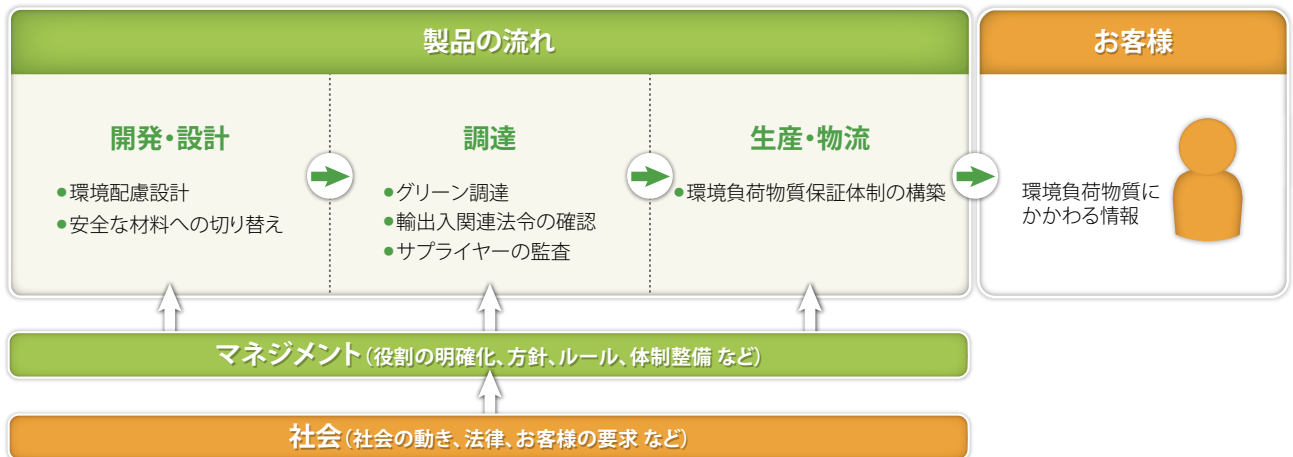 製品の流れ
お客様
開発・設計
●環境配慮設計
●安全な材料への切り替え
調達
●グリーン調達
●輸出入関連法令の確認
●サプライヤーの監査
生産・物流
●環境負荷物質保証体制の構築
環境負荷物質に
かかわる情報
マネジメント(役割の明確化、方針、ルール、体制整備 など)
社会(社会の動き、法律、お客様の要求 など)